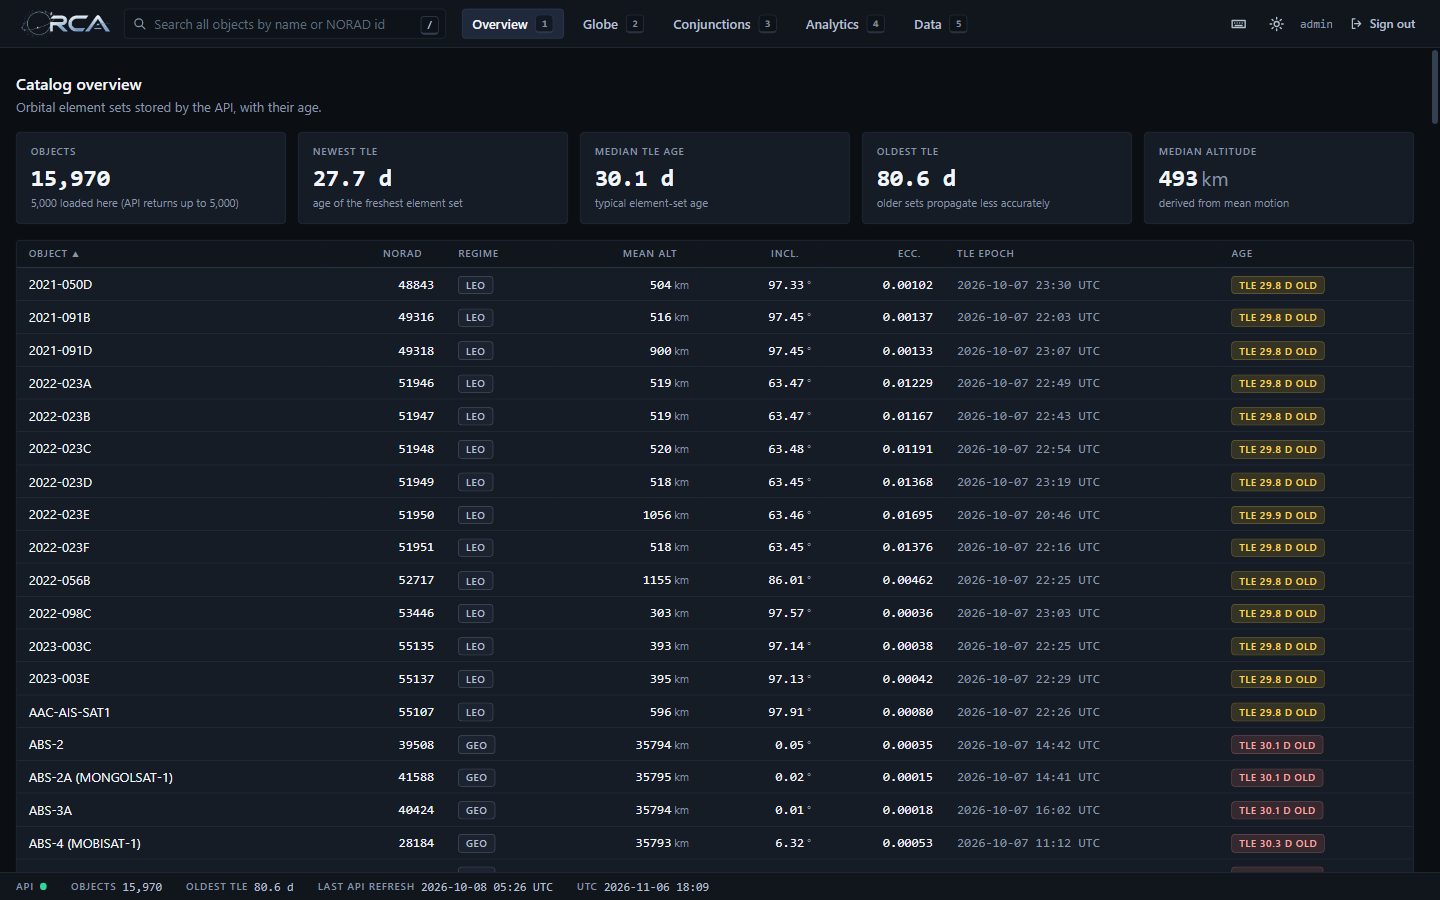 ORCA Search all objects by name or NORAD id / Overview 1 Globe 2 Conjunctions 3 Analytics 4 Data 5 admin Sign out
Catalog overview
Orbital element sets stored by the API, with their age.
OBJECTS NEWEST TLE MEDIAN TLE AGE OLDEST TLE MEDIAN ALTITUDE
15,970 27.7 d 30.1 d 80.6 d 493 km
5,000 loaded here (API returns up to 5,000) age of the freshest element set typical element-set age older sets propagate less accurately derived from mean motion
OBJECT ▲ NORAD REGIME MEAN ALT INCL. ECC. TLE EPOCH AGE
2021-050D 48843 LEO 504 km 97.33 ° 0.00102 2026-10-07 23:30 UTC TLE 29.8 D OLD
2021-091B 49316 LEO 516 km 97.45 ° 0.00137 2026-10-07 22:03 UTC TLE 29.8 D OLD
2021-091D 49318 LEO 900 km 97.45 ° 0.00133 2026-10-07 23:07 UTC TLE 29.8 D OLD
2022-023A 51946 LEO 519 km 63.47 ° 0.01229 2026-10-07 22:49 UTC TLE 29.8 D OLD
2022-023B 51947 LEO 519 km 63.47 ° 0.01167 2026-10-07 22:43 UTC TLE 29.8 D OLD
2022-023C 51948 LEO 520 km 63.48 ° 0.01191 2026-10-07 22:54 UTC TLE 29.8 D OLD
2022-023D 51949 LEO 518 km 63.45 ° 0.01368 2026-10-07 23:19 UTC TLE 29.8 D OLD
2022-023E 51950 LEO 1056 km 63.46 ° 0.01695 2026-10-07 20:46 UTC TLE 29.9 D OLD
2022-023F 51951 LEO 518 km 63.45 ° 0.01376 2026-10-07 22:16 UTC TLE 29.8 D OLD
2022-056B 52717 LEO 1155 km 86.01 ° 0.00462 2026-10-07 22:25 UTC TLE 29.8 D OLD
2022-098C 53446 LEO 303 km 97.57 ° 0.00036 2026-10-07 23:03 UTC TLE 29.8 D OLD
2023-003C 55135 LEO 393 km 97.14 ° 0.00038 2026-10-07 22:25 UTC TLE 29.8 D OLD
2023-003E 55137 LEO 395 km 97.13 ° 0.00042 2026-10-07 22:29 UTC TLE 29.8 D OLD
AAC-AIS-SAT1 55107 LEO 596 km 97.91 ° 0.00080 2026-10-07 22:26 UTC TLE 29.8 D OLD
ABS-2 39508 GEO 35794 km 0.05 ° 0.00035 2026-10-07 14:42 UTC TLE 30.1 D OLD
ABS-2A (MONGOLSAT-1) 41588 GEO 35795 km 0.02 ° 0.00015 2026-10-07 14:41 UTC TLE 30.1 D OLD
ABS-3A 40424 GEO 35794 km 0.01 ° 0.00018 2026-10-07 16:02 UTC TLE 30.1 D OLD
ABS-4 (MOBISAT-1) 28184 GEO 35793 km 6.32 ° 0.00053 2026-10-07 11:12 UTC TLE 30.3 D OLD
API OBJECTS 15,970 OLDEST TLE 80.6 d LAST API REFRESH 2026-10-08 05:26 UTC UTC 2026-11-06 18:09